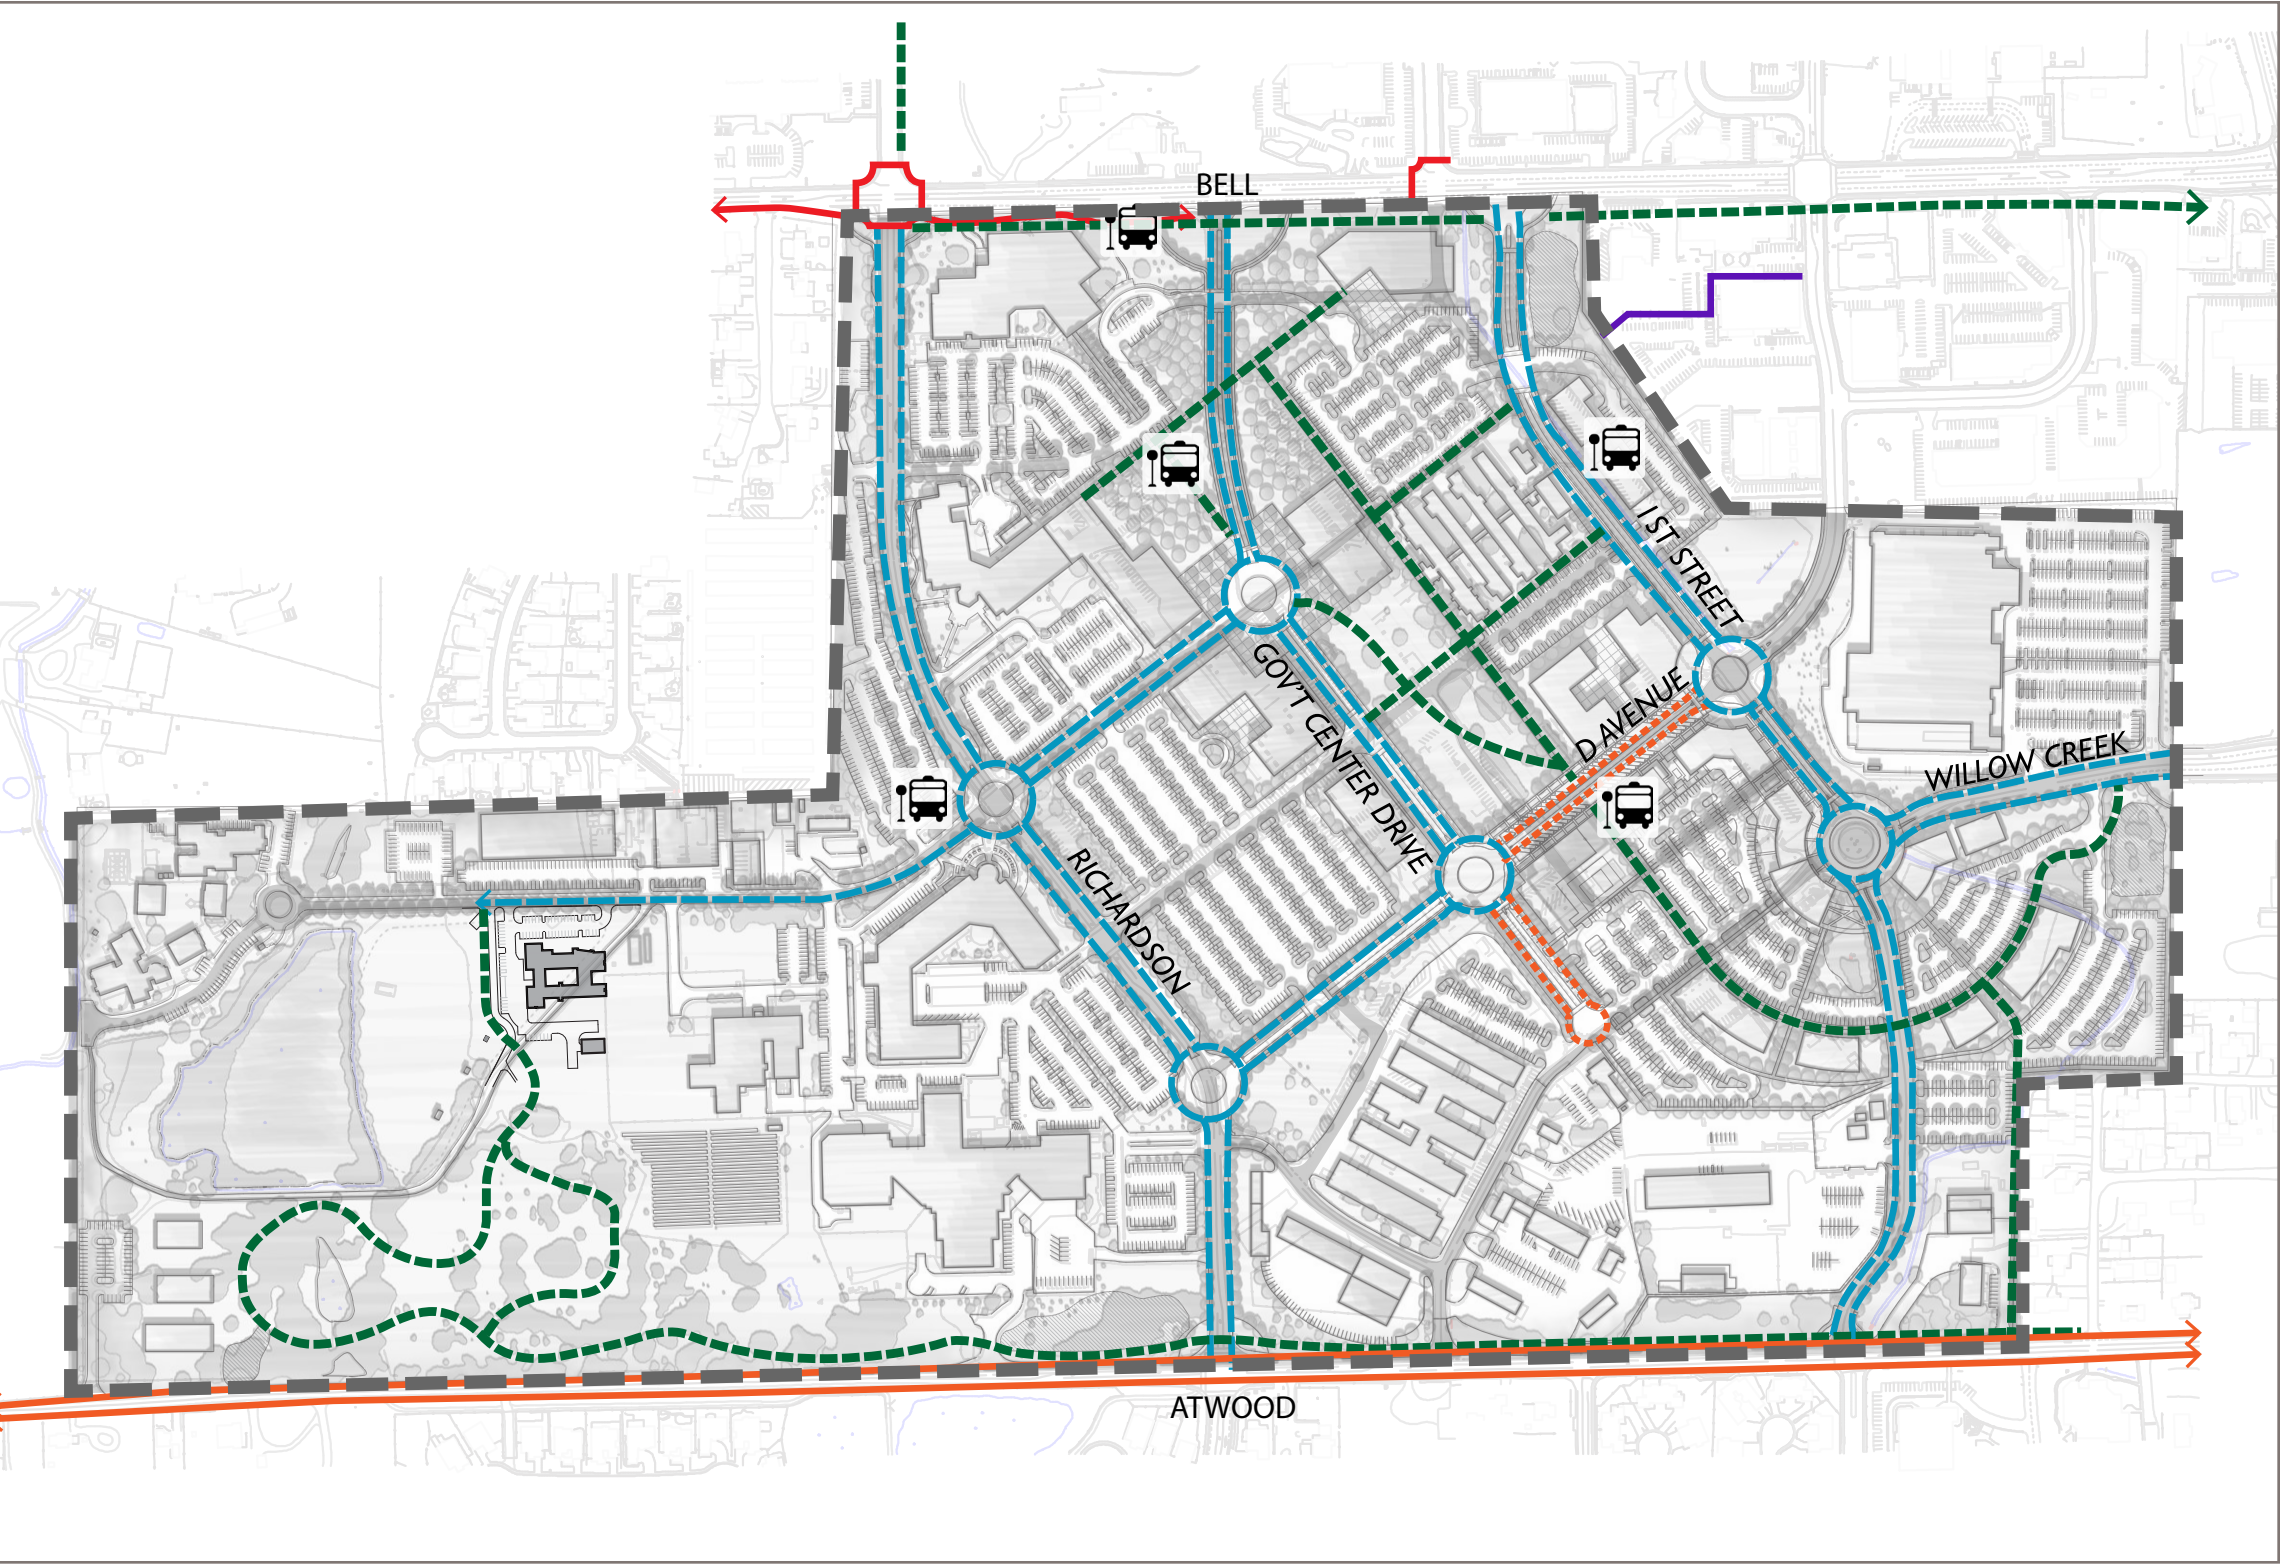 BELL
1ST STREET
GOV'T CENTER DRIVE
D AVENUE
WILLOW CREEK
RICHARDSON
ATWOOD